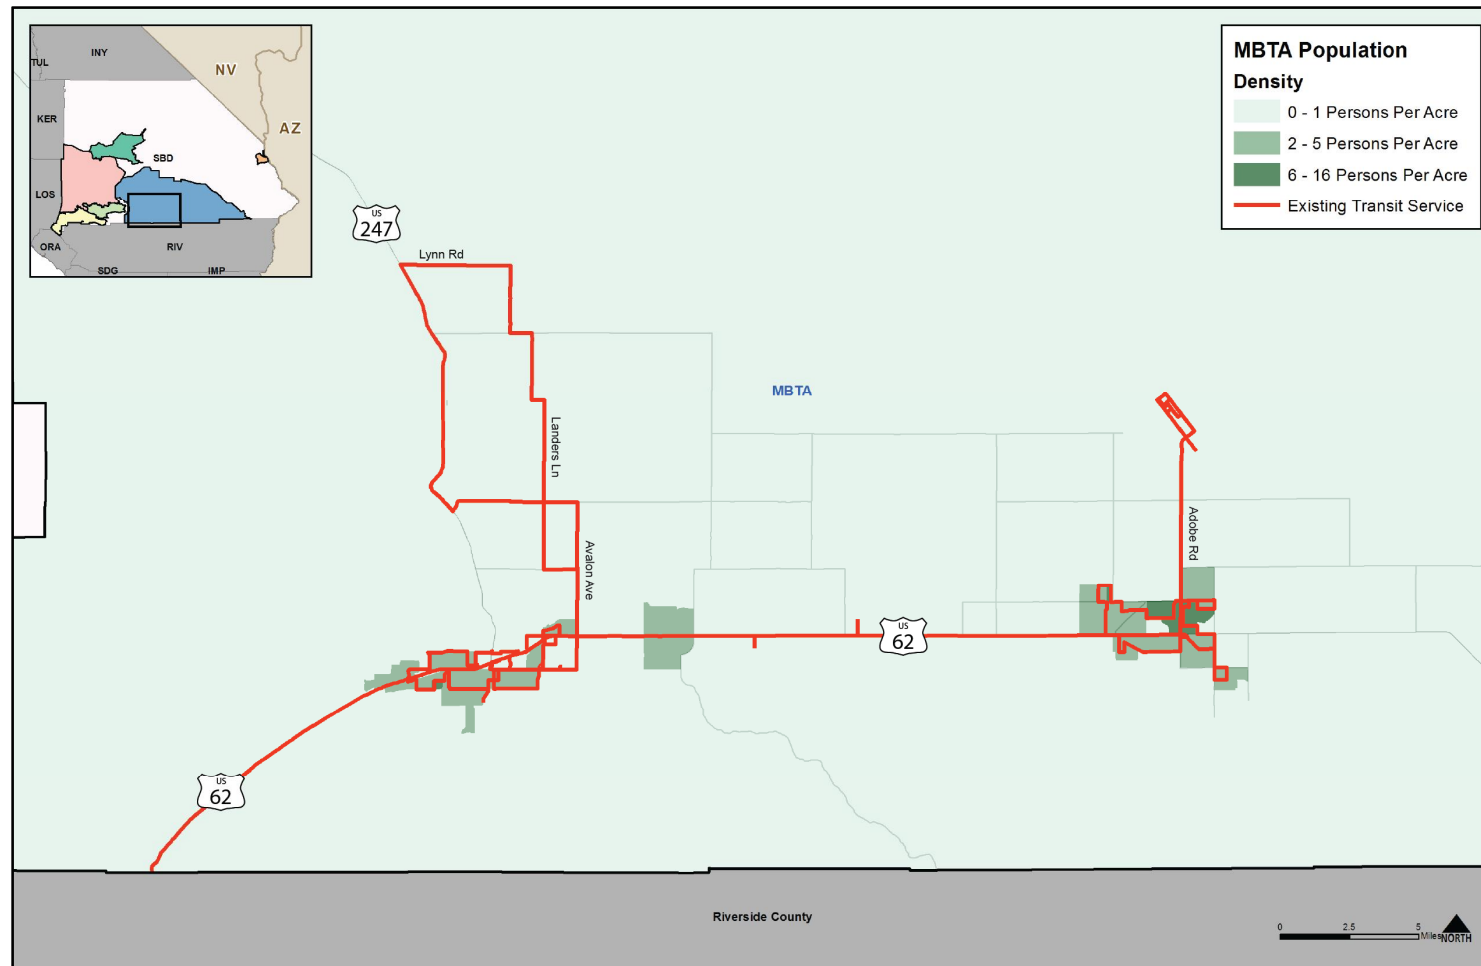 INY
TUL
NV
KER
AZ
SBD
LOS
ORA
RIV
SDG
IMP
MBTA Population
Density
0 - 1 Persons Per Acre
2 - 5 Persons Per Acre
6 - 16 Persons Per Acre
Existing Transit Service
US
247
Lynn Rd
MBTA
Landers Ln
Adobe Rd
Avalon Ave
US
62
US
62
Riverside County
0 2.5 5
Miles
NORTH